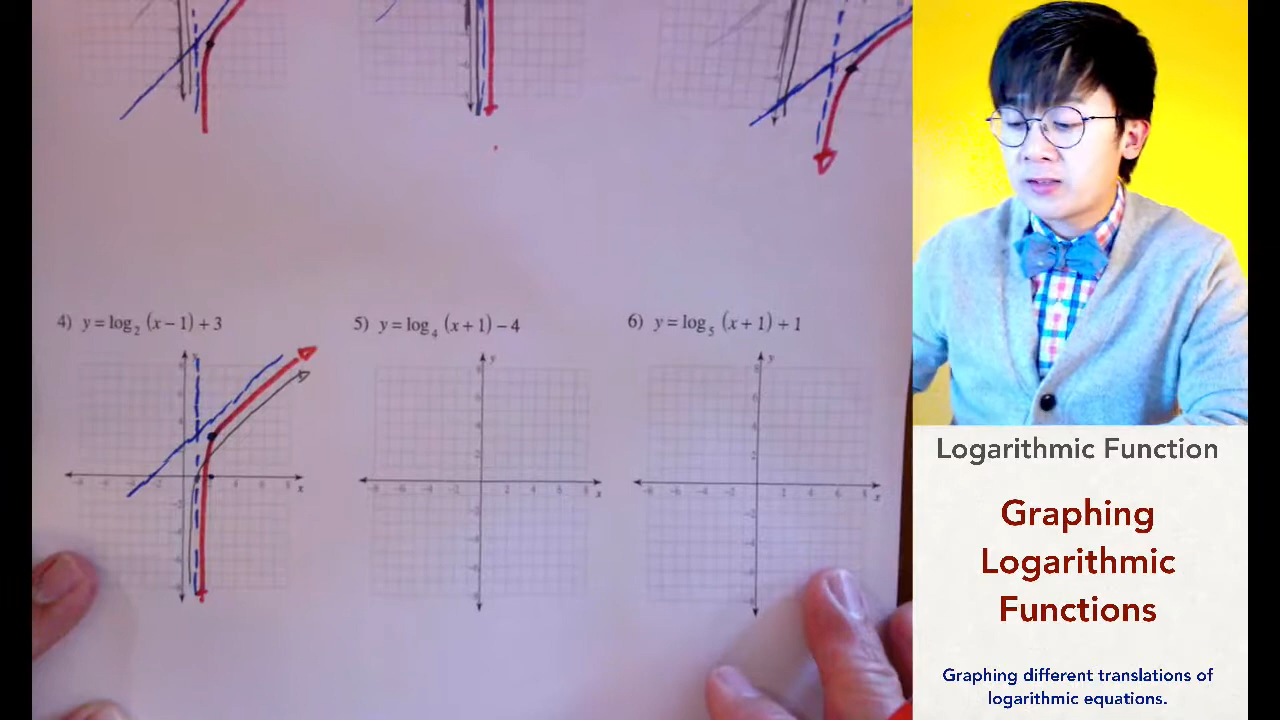 4) y = log₂ (x − 1) + 3
5) y = log₄ (x + 1) − 4
6) y = log₅ (x + 1) + 1
Logarithmic Function
Graphing
Logarithmic
Functions
Graphing different translations of
logarithmic equations.